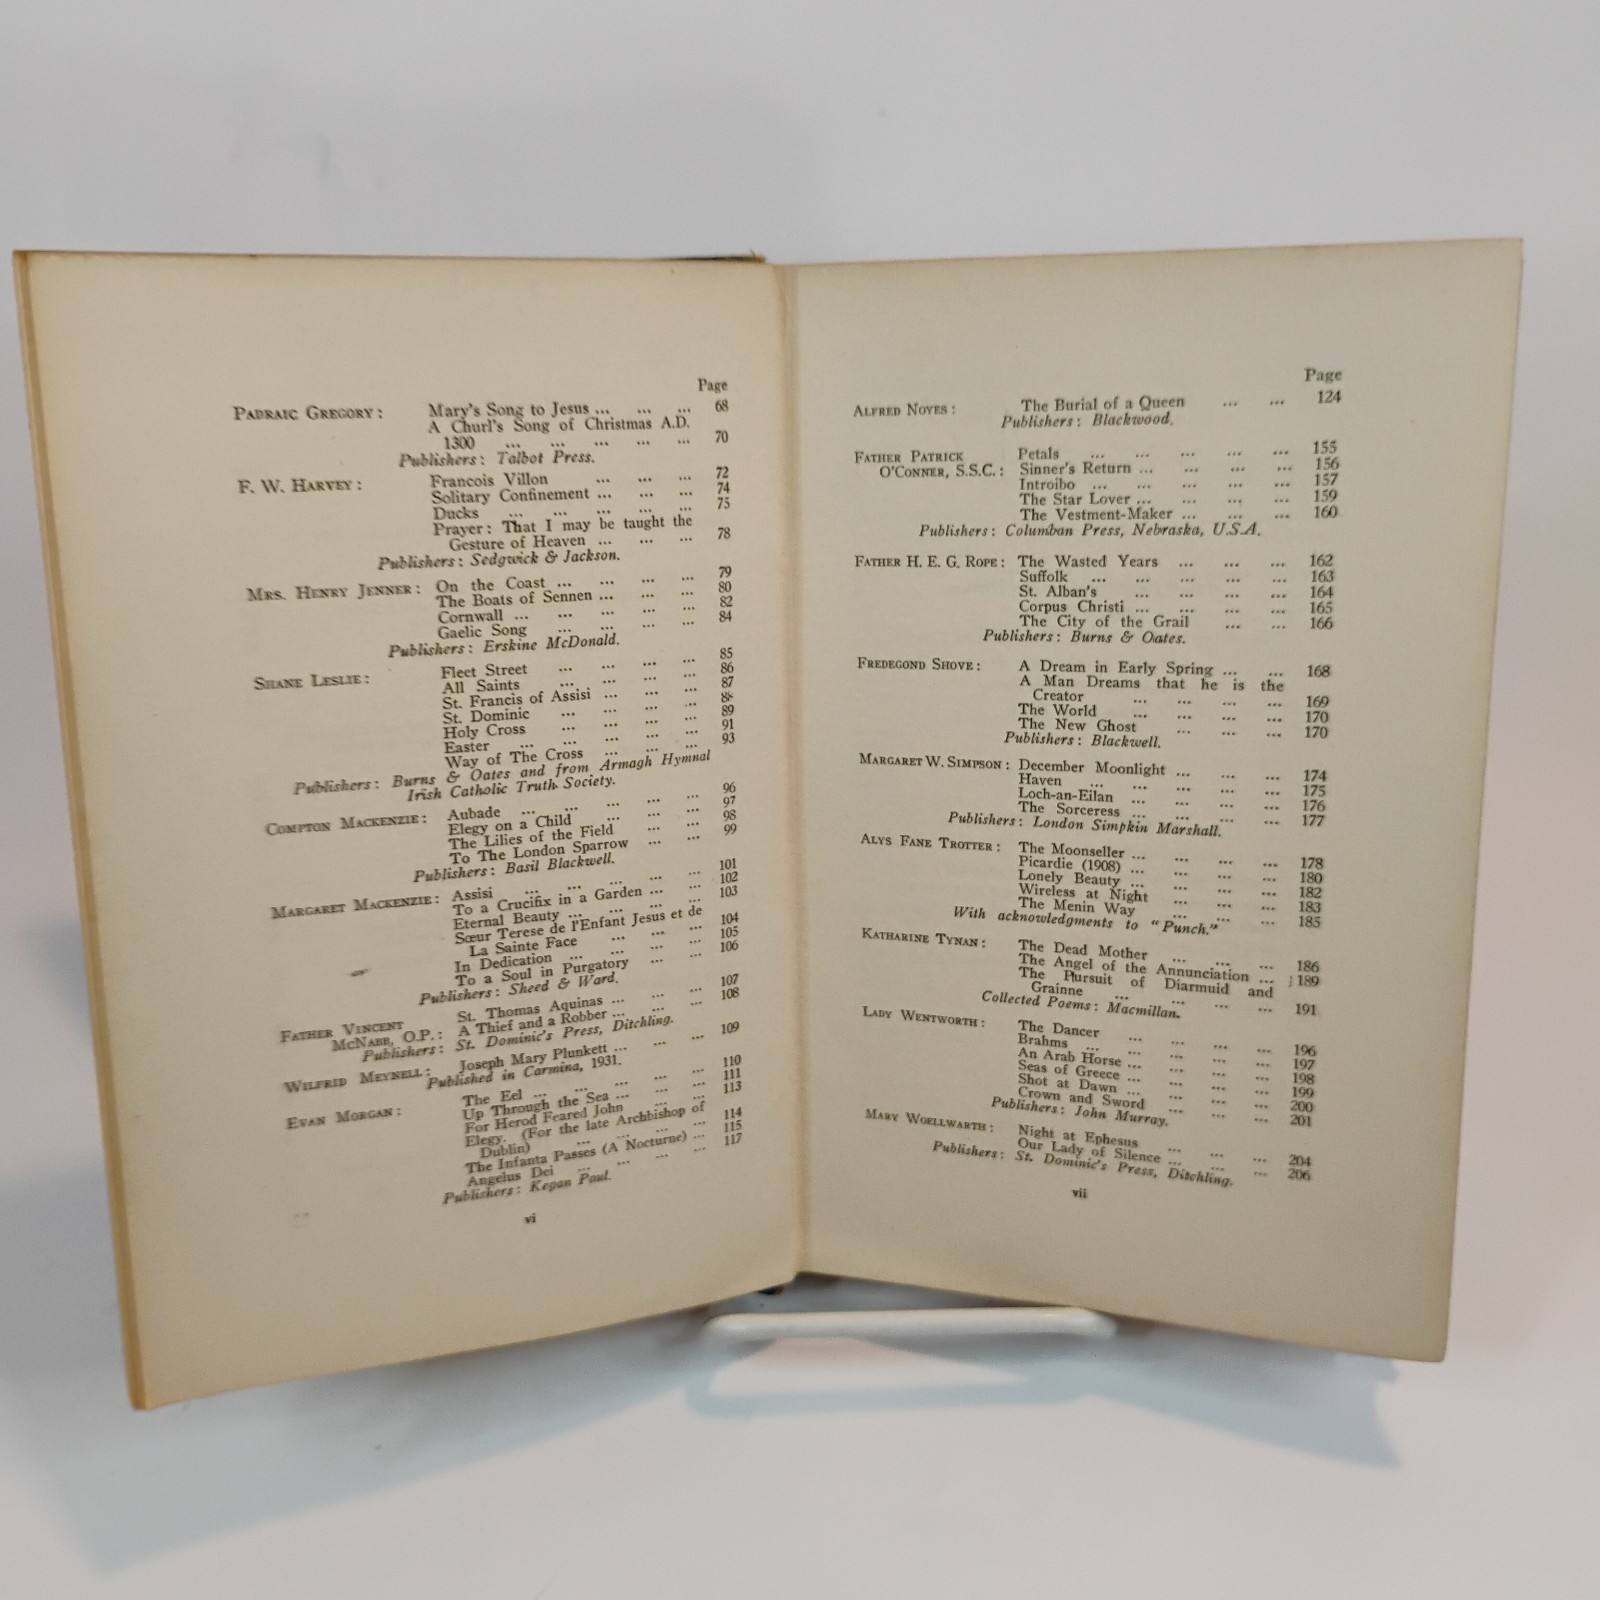 Page
PADRAIC GREGORY: Mary's Song to Jesus ... ... ... 68
A Churl's Song of Christmas A.D.
1300 ... ... ... ... ... 70
Publishers: Talbot Press.
F. W. HARVEY: Francois Villon ... ... ... 72
Solitary Confinement ... ... ... 74
Ducks ... ... ... ... ... 75
Prayer: That I may be taught the
Gesture of Heaven ... ... ... 78
Publishers: Sedgwick & Jackson.
MRS. HENRY JENNER: On the Coast ... ... ... ... 79
The Boats of Sennen ... ... ... 80
Cornwall ... ... ... ... 82
Gaelic Song ... ... ... ... 84
Publishers: Erskine McDonald.
SHANE LESLIE: Fleet Street ... ... ... ... 85
All Saints ... ... ... ... 86
St. Francis of Assisi ... ... ... 87
St. Dominic ... ... ... ... 88
Holy Cross ... ... ... ... 89
Easter ... ... ... ... ... 91
Way of The Cross ... ... ... 93
Publishers: Burns & Oates and from Armagh Hymnal
Irish Catholic Truth Society.
COMPTON MACKENZIE: Aubade ... ... ... ... ... 96
Elegy on a Child ... ... ... 97
The Lilies of the Field ... ... 98
To The London Sparrow ... ... 99
Publishers: Basil Blackwell.
MARGARET MACKENZIE: Assisi ... ... ... ... ... 101
To a Crucifix in a Garden ... ... 102
Eternal Beauty ... ... ... ... 103
Sœur Terese de l'Enfant Jesus et de
La Sainte Face ... ... ... 104
In Dedication ... ... ... ... 105
To a Soul in Purgatory ... ... 106
Publishers: Sheed & Ward.
FATHER VINCENT St. Thomas Aquinas ... ... ... 107
MCNABB, O.P.: A Thief and a Robber ... ... ... 108
Publishers: St. Dominic's Press, Ditchling.
WILFRID MEYNELL: Joseph Mary Plunkett ... ... ... 109
Published in Carmina, 1931.
EVAN MORGAN: The Eel ... ... ... ... ... 110
Up Through the Sea ... ... ... 111
For Herod Feared John ... ... 113
Elegy. (For the late Archbishop of
Dublin) ... ... ... ... 114
The Infanta Passes (A Nocturne) ... 115
Angelus Dei ... ... ... ... 117
Publishers: Kegan Paul.
vi
Page
ALFRED NOYES: The Burial of a Queen ... ... 124
Publishers: Blackwood.
FATHER PATRICK Petals ... ... ... ... ... 155
O'CONNER, S.S.C.: Sinner's Return ... ... ... ... 156
Introibo ... ... ... ... ... 157
The Star Lover ... ... ... ... 159
The Vestment-Maker ... ... ... 160
Publishers: Columban Press, Nebraska, U.S.A.
FATHER H. E. G. ROPE: The Wasted Years ... ... ... 162
Suffolk ... ... ... ... ... 163
St. Alban's ... ... ... ... 164
Corpus Christi ... ... ... ... 165
The City of the Grail ... ... 166
Publishers: Burns & Oates.
FREDEGOND SHOVE: A Dream in Early Spring ... ... 168
A Man Dreams that he is the
Creator ... ... ... ... 169
The World ... ... ... ... 170
The New Ghost ... ... ... 170
Publishers: Blackwell.
MARGARET W. SIMPSON: December Moonlight ... ... ... 174
Haven ... ... ... ... ... 175
Loch-an-Eilan ... ... ... ... 176
The Sorceress ... ... ... ... 177
Publishers: London Simpkin Marshall.
ALYS FANE TROTTER: The Moonseller ... ... ... ... 178
Picardie (1908) ... ... ... ... 180
Lonely Beauty ... ... ... ... 182
Wireless at Night ... ... ... 183
The Menin Way ... ... ... 185
With acknowledgments to "Punch."
KATHARINE TYNAN: The Dead Mother ... ... ... 186
The Angel of the Annunciation ... ... 189
The Pursuit of Diarmuid and
Grainne ... ... ... ... 191
Collected Poems: Macmillan.
LADY WENTWORTH: The Dancer ... ... ... ... 196
Brahms ... ... ... ... ... 197
An Arab Horse ... ... ... ... 198
Seas of Greece ... ... ... ... 199
Shot at Dawn ... ... ... ... 200
Crown and Sword ... ... ... 201
Publishers: John Murray.
MARY WOELLWARTH: Night at Ephesus ... ... ... 204
Our Lady of Silence ... ... ... 206
Publishers: St. Dominic's Press, Ditchling.
vii